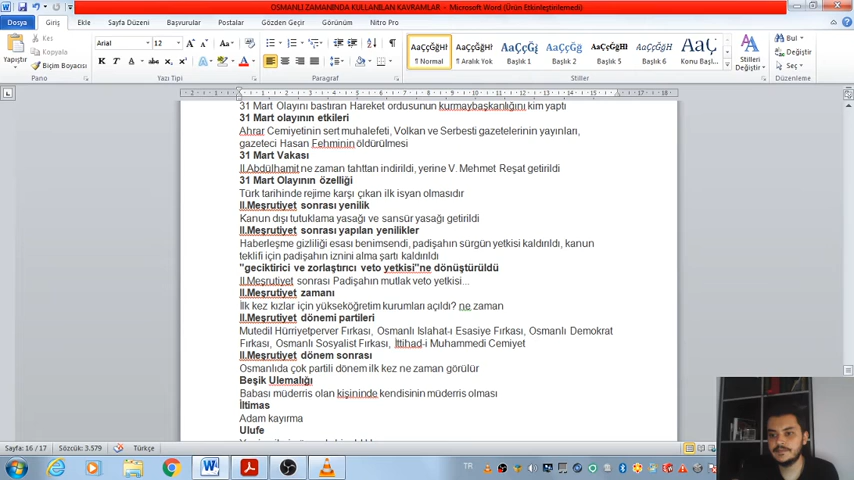 OSMANLI ZAMANINDA KULLANILAN KAVRAMLAR - Microsoft Word (Ürün Etkinleştirilmedi)
Dosya Giriş Ekle Sayfa Düzeni Başvurular Postalar Gözden Geçir Görünüm Nitro Pro
Yapıştır
Kes
Kopyala
Biçim Boyacısı
Pano
Arial 12
Yazı Tipi
Paragraf
AaÇçĞğHı AaÇçĞğHı AaÇçĞğ AaÇçĞğ AaÇçĞğHı AaÇçĞğHı AaÇ
¶ Normal ¶ Aralık Yok Başlık 1 Başlık 2 Başlık 5 Başlık 6 Konu Başl...
Stiller
Stilleri Değiştir
Bul
Değiştir
Seç
Düzenleme
31 Mart Olayını bastıran Hareket ordusunun kurmaybaşkanlığını kim yaptı
31 Mart olayının etkileri
Ahrar Cemiyetinin sert muhalefeti, Volkan ve Serbesti gazetelerinin yayınları,
gazeteci Hasan Fehminin öldürülmesi
31 Mart Vakası
II.Abdülhamit ne zaman tahttan indirildi, yerine V. Mehmet Reşat getirildi
31 Mart Olayının özelliği
Türk tarihinde rejime karşı çıkan ilk isyan olmasıdır
II.Meşrutiyet sonrası yenilik
Kanun dışı tutuklama yasağı ve sansür yasağı getirildi
II.Meşrutiyet sonrası yapılan yenilikler
Haberleşme gizliliği esası benimsendi, padişahın sürgün yetkisi kaldırıldı, kanun
teklifi için padişahın iznini alma şartı kaldırıldı
"geciktirici ve zorlaştırıcı veto yetkisi"ne dönüştürüldü
II.Meşrutiyet sonrası Padişahın mutlak veto yetkisi...
II.Meşrutiyet zamanı
İlk kez kızlar için yükseköğretim kurumları açıldı? ne zaman
II.Meşrutiyet dönemi partileri
Mutedil Hürriyetperver Fırkası, Osmanlı Islahat-ı Esasiye Fırkası, Osmanlı Demokrat
Fırkası, Osmanlı Sosyalist Fırkası, İttihad-i Muhammedi Cemiyet
II.Meşrutiyet dönem sonrası
Osmanlıda çok partili dönem ilk kez ne zaman görülür
Beşik Ulemalığı
Babası müderris olan kişininde kendisinin müderris olması
İltimas
Adam kayırma
Ulufe
Sayfa: 16 / 17 Sözcük: 3.579 Türkçe
TR